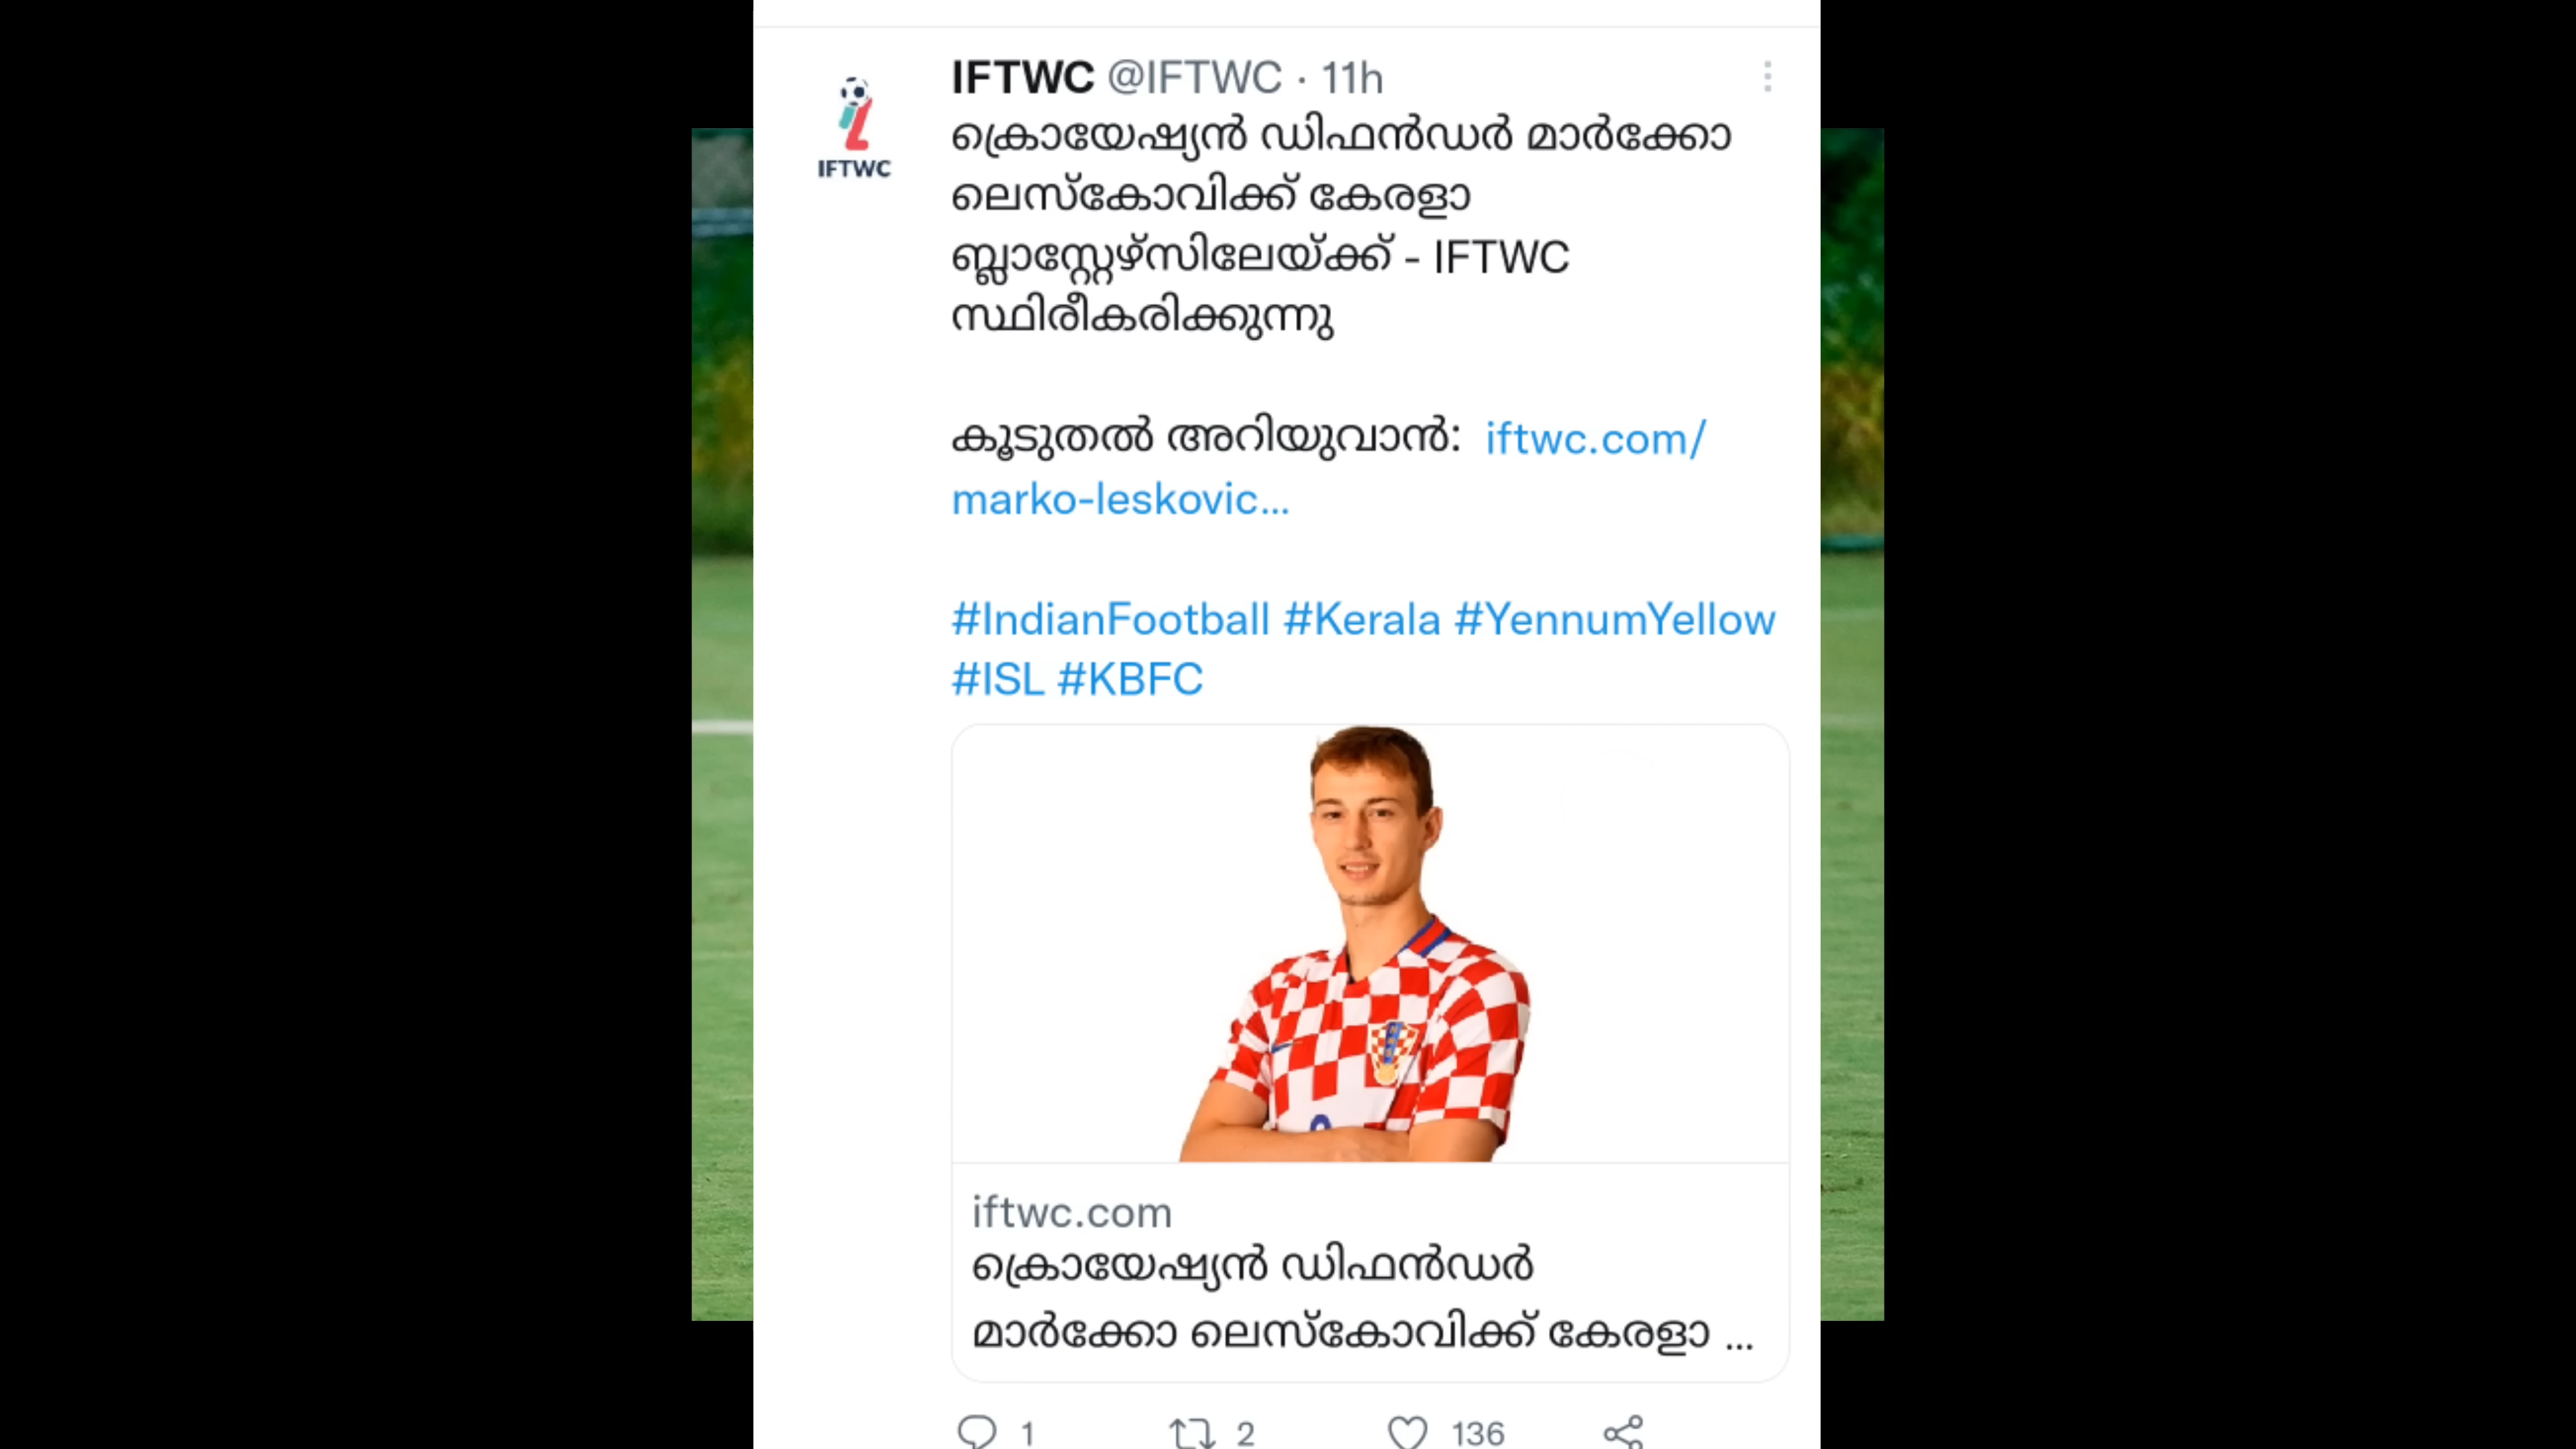 IFTWC @IFTWC · 11h
IFTWC
ക്രൊയേഷ്യൻ ഡിഫൻഡർ മാർക്കോ
ലെസ്കോവിക്ക് കേരളാ
ബ്ലാസ്റ്റേഴ്സിലേയ്ക്ക് - IFTWC
സ്ഥിരീകരിക്കുന്നു
കൂടുതൽ അറിയുവാൻ: iftwc.com/
marko-leskovic...
#IndianFootball #Kerala #YennumYellow
#ISL #KBFC
iftwc.com
ക്രൊയേഷ്യൻ ഡിഫൻഡർ
മാർക്കോ ലെസ്കോവിക്ക് കേരളാ ...
1 2 136